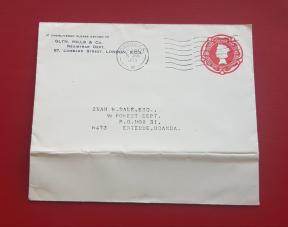 IF UNDELIVERED PLEASE RETURN TO
GLYN, MILLS & CO.
REGISTRAR DEPT.
67, LOMBARD STREET, LONDON, E.C.3.
IVAN W.DALE,ESQ.,
FOREST DEPT.
P.O.BOX 31,
ENTEBBE,UGANDA.